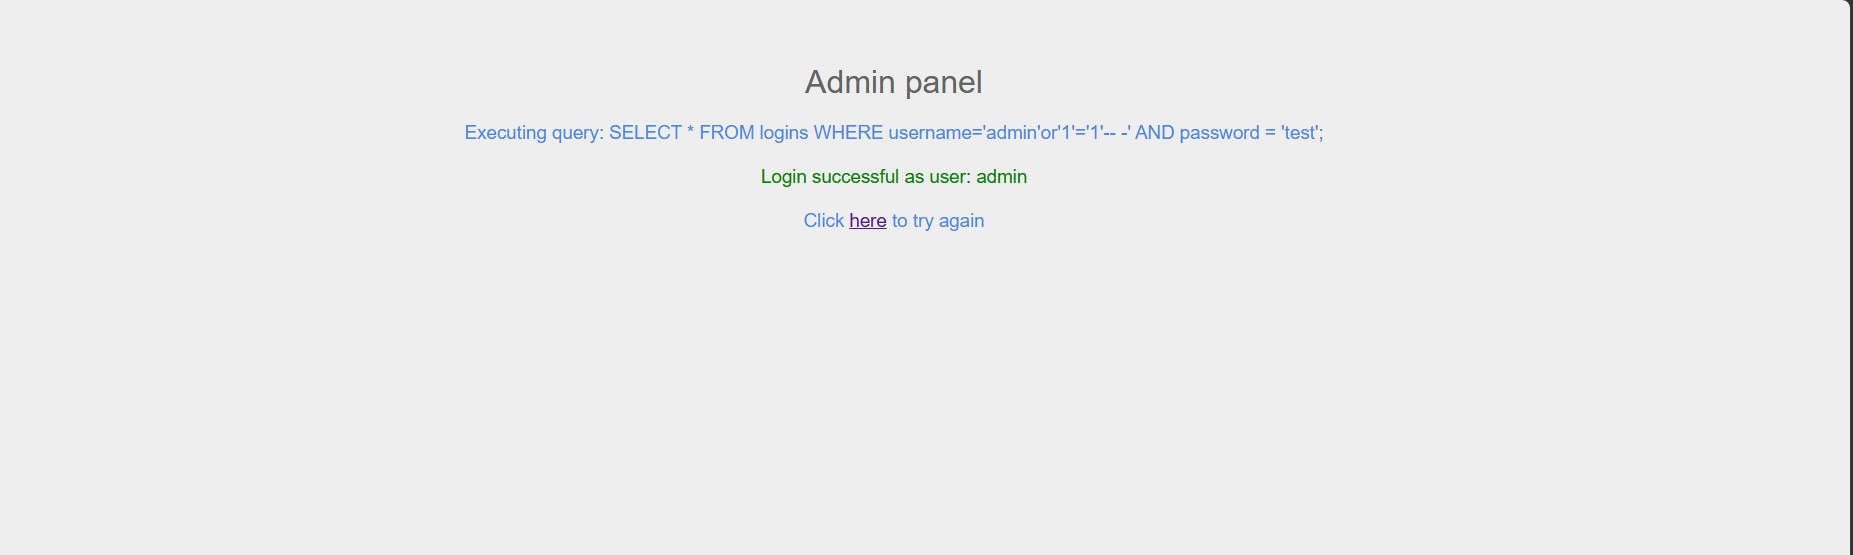 Admin panel
Executing query: SELECT * FROM logins WHERE username='admin'or'1'='1'-- -' AND password = 'test';
Login successful as user: admin
Click here to try again